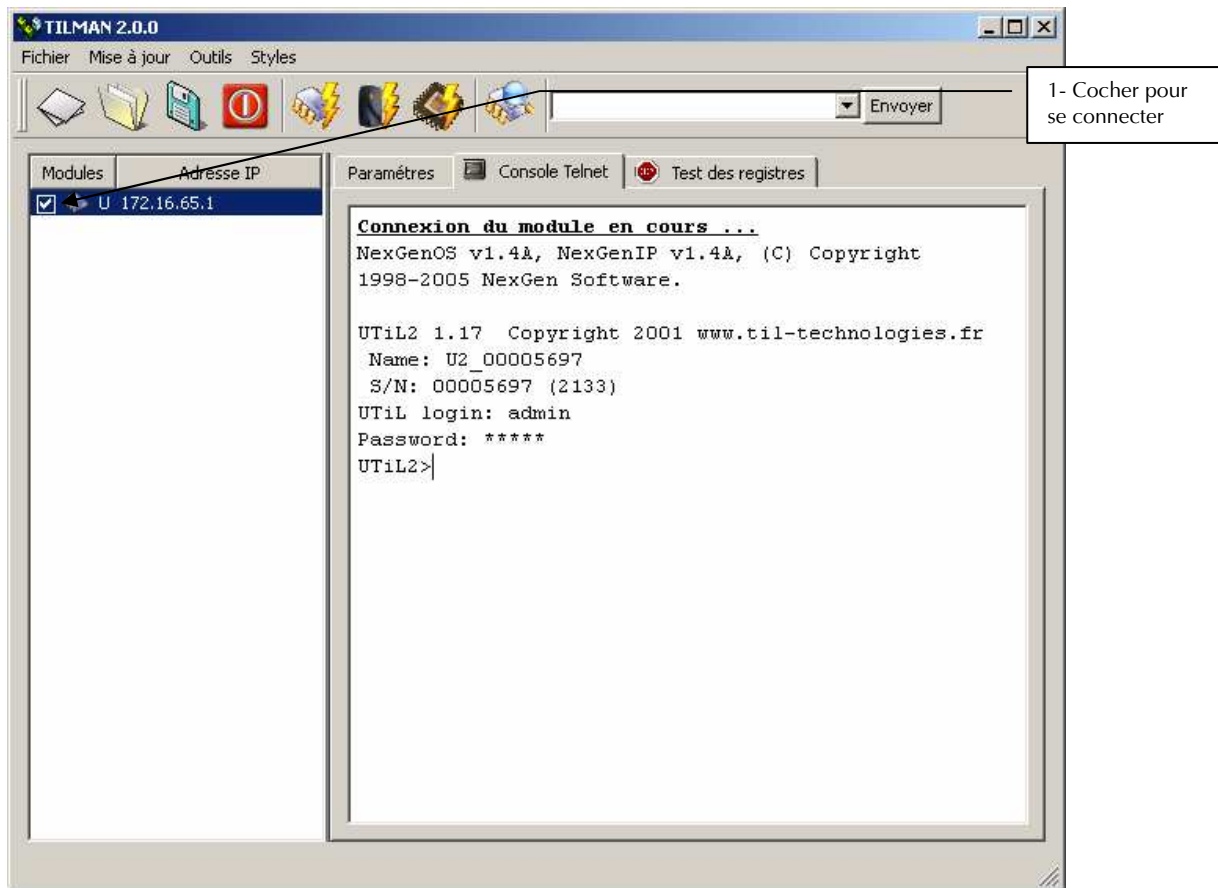 TILMAN 2.0.0
Fichier Mise à jour Outils Styles
Envoyer
1- Cocher pour
se connecter
Modules Adresse IP
U 172.16.65.1
Paramétres Console Telnet Test des registres
Connexion du module en cours ...
NexGenOS v1.4A, NexGenIP v1.4A, (C) Copyright
1998-2005 NexGen Software.
UTiL2 1.17 Copyright 2001 www.til-technologies.fr
Name: U2_00005697
S/N: 00005697 (2133)
UTiL login: admin
Password: *****
UTiL2>